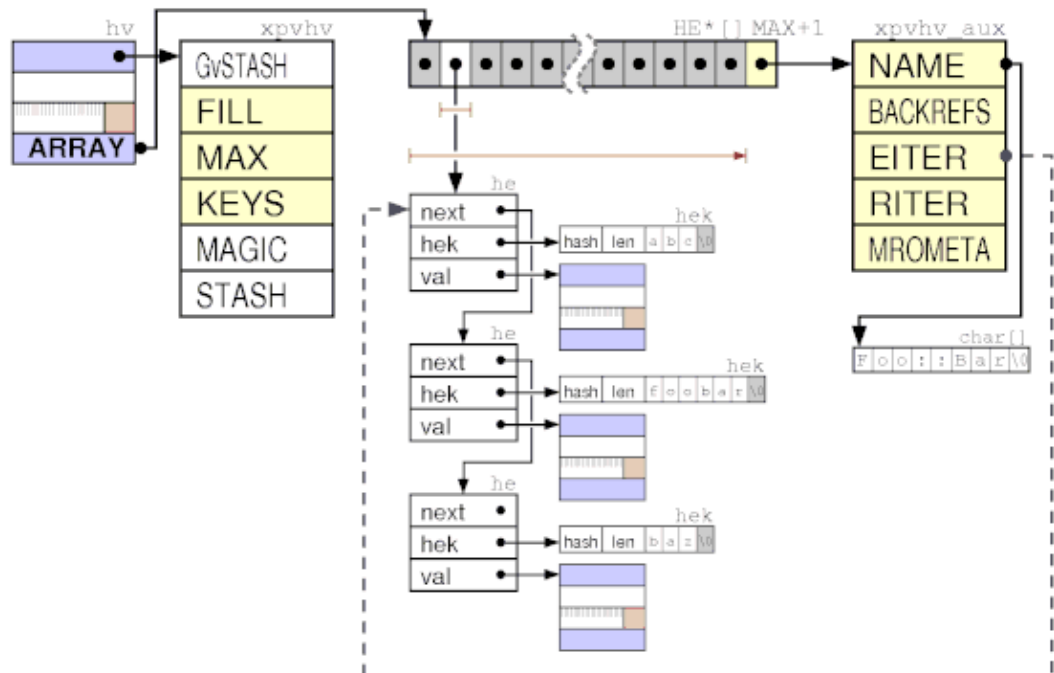 hv
xpvhv
HE*[] MAX+1
xpvhv_aux
GvSTASH
FILL
MAX
KEYS
MAGIC
STASH
ARRAY
NAME
BACKREFS
EITER
RITER
MROMETA
he
next
hek
val
hek
hash len a b c \0
he
next
hek
val
hek
hash len f o o b a r \0
he
next
hek
val
hek
hash len b a z \0
char[]
F o o : : B a r \0